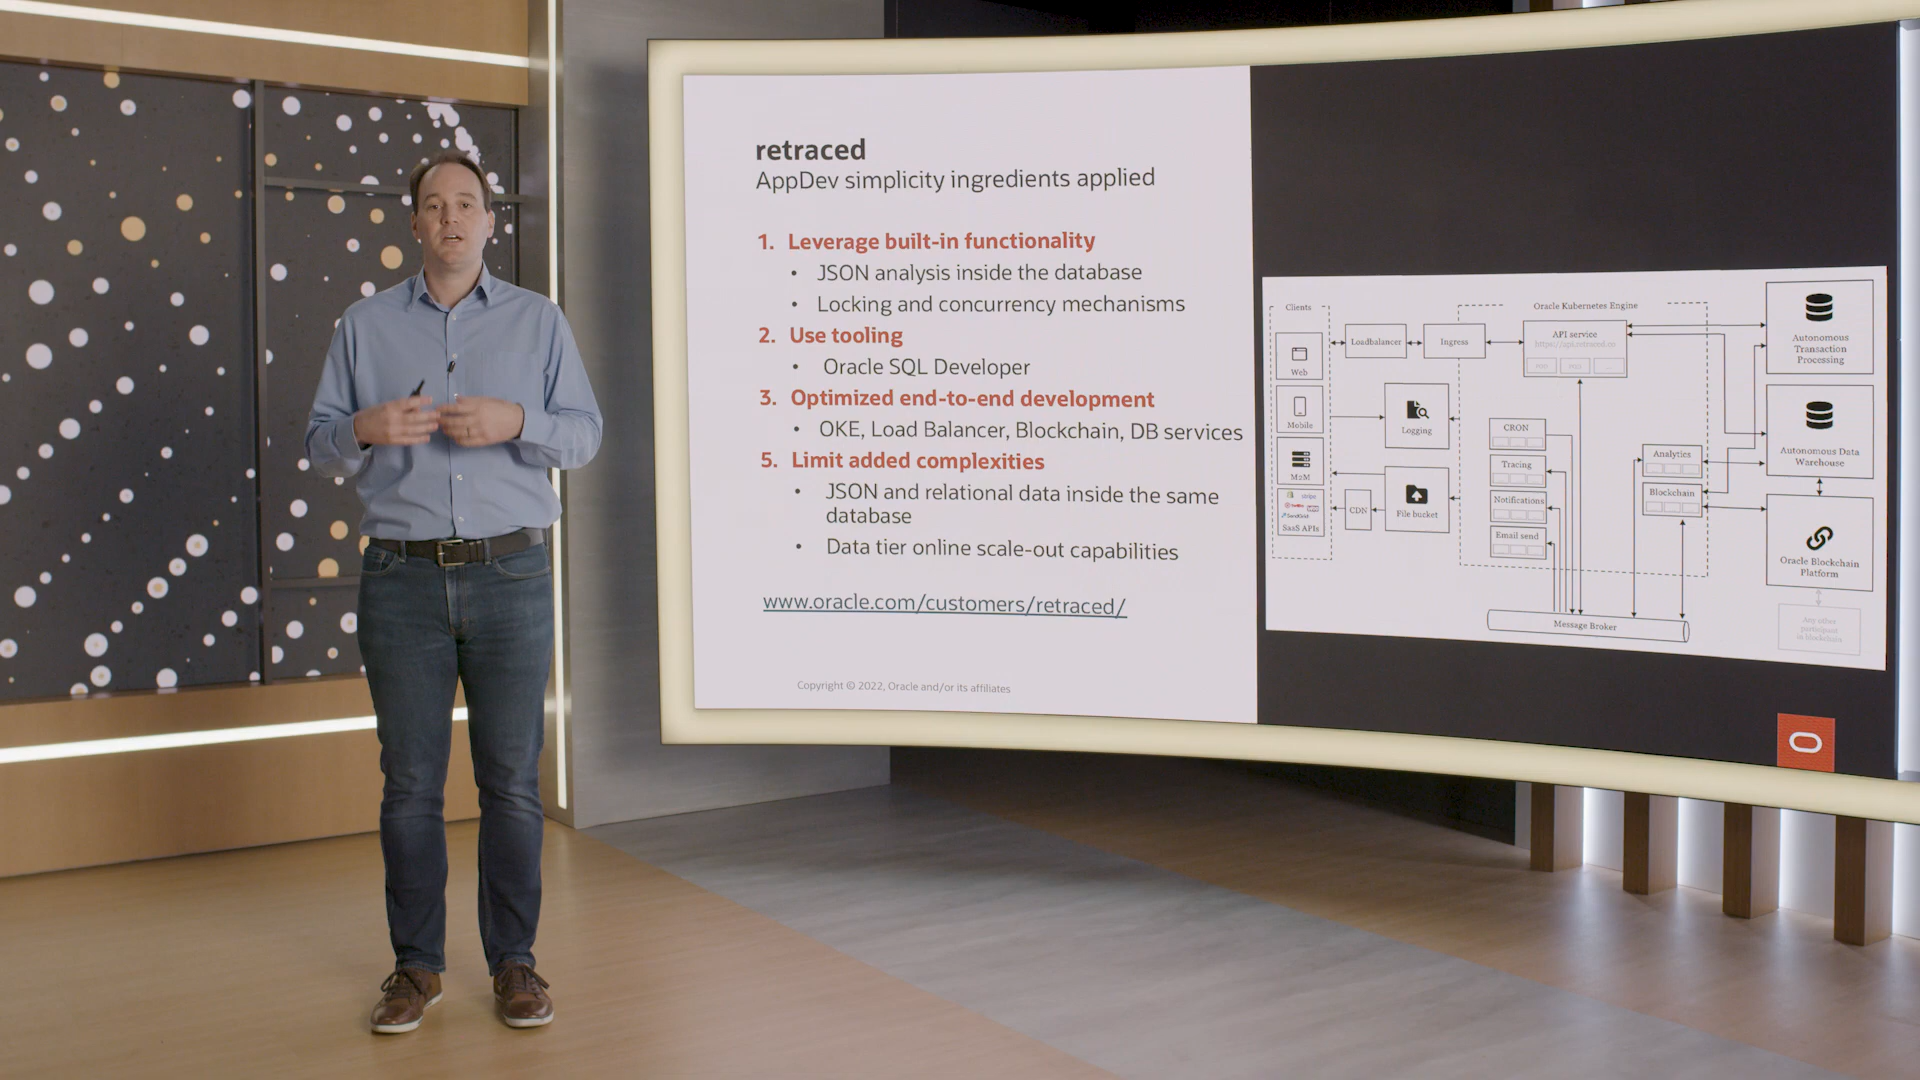 retraced
AppDev simplicity ingredients applied
1. Leverage built-in functionality
• JSON analysis inside the database
• Locking and concurrency mechanisms
2. Use tooling
• Oracle SQL Developer
3. Optimized end-to-end development
• OKE, Load Balancer, Blockchain, DB services
5. Limit added complexities
• JSON and relational data inside the same
database
• Data tier online scale-out capabilities
www.oracle.com/customers/retraced/
Copyright © 2022, Oracle and/or its affiliates
Clients
Web
Mobile
M2M
SaaS APIs
Loadbalancer
Ingress
Logging
CDN
File bucket
Oracle Kubernetes Engine
API service
CRON
Tracing
Notifications
Email send
Analytics
Blockchain
Message Broker
Autonomous
Transaction
Processing
Autonomous Data
Warehouse
Oracle Blockchain
Platform
Any other
participant
in blockchain